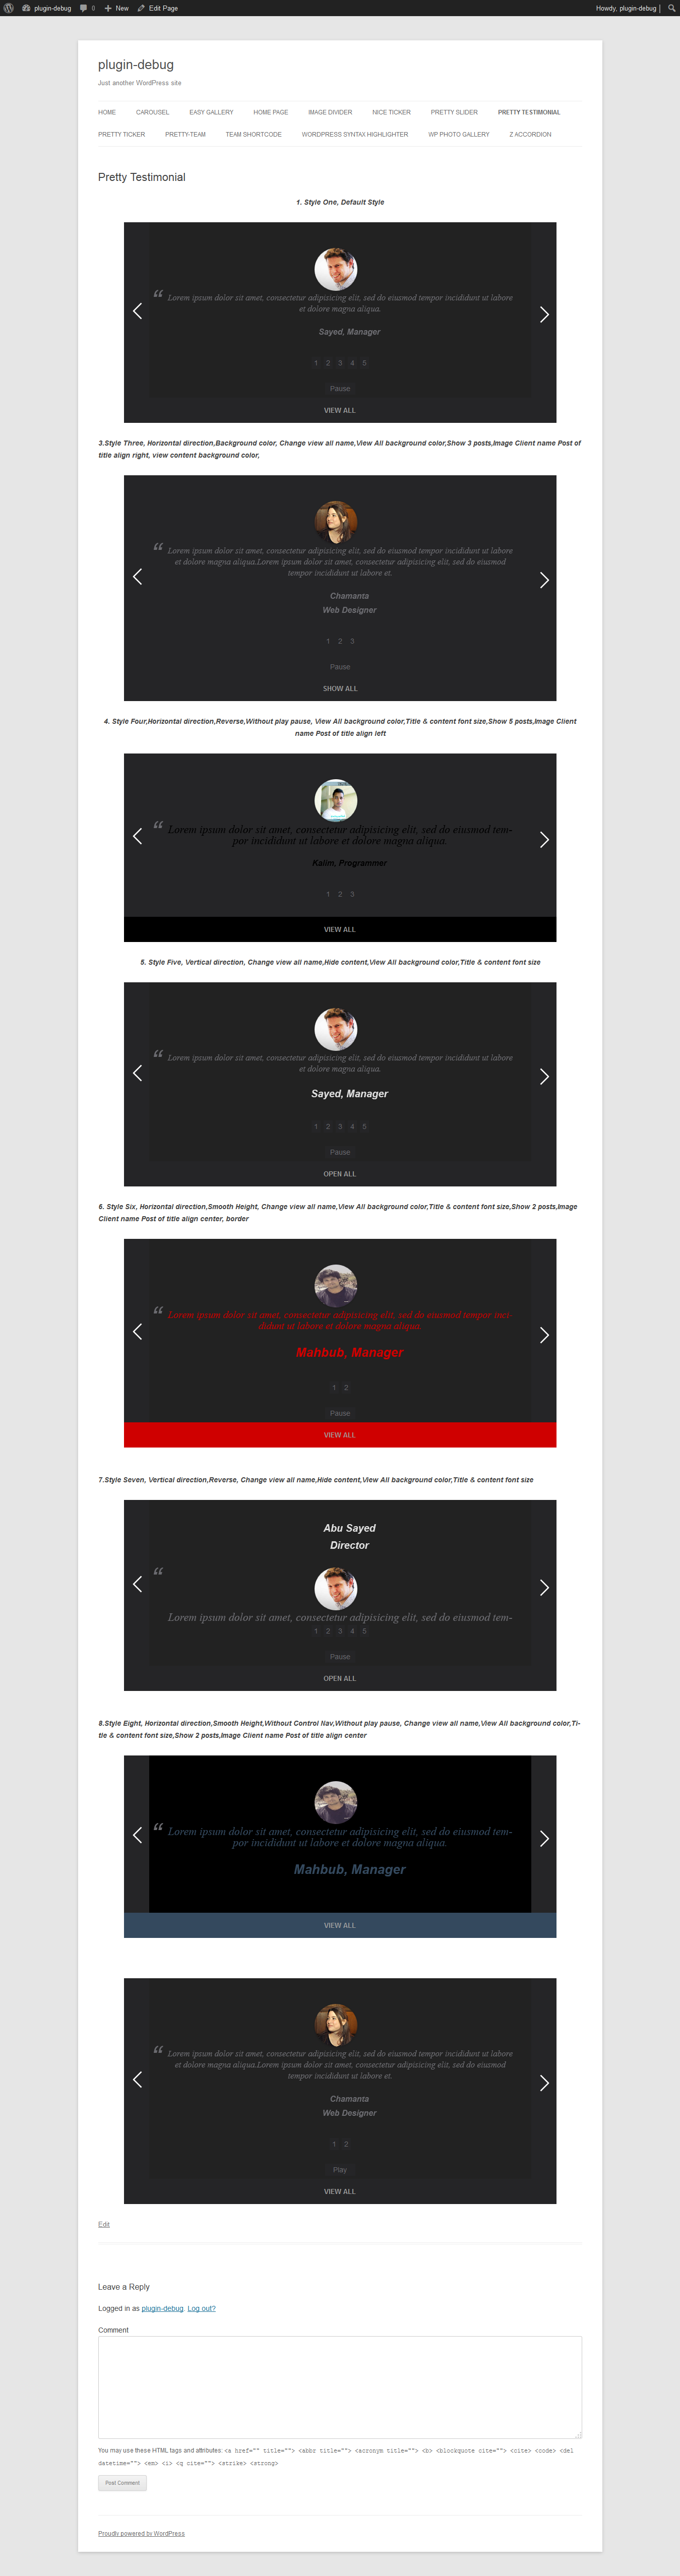 plugin-debug 0 New Edit Page Howdy, plugin-debug
plugin-debug
Just another WordPress site
HOME CAROUSEL EASY GALLERY HOME PAGE IMAGE DIVIDER NICE TICKER PRETTY SLIDER PRETTY TESTIMONIAL
PRETTY TICKER PRETTY-TEAM TEAM SHORTCODE WORDPRESS SYNTAX HIGHLIGHTER WP PHOTO GALLERY Z ACCORDION
Pretty Testimonial
1. Style One, Default Style
“ Lorem ipsum dolor sit amet, consectetur adipisicing elit, sed do eiusmod tempor incididunt ut labore
et dolore magna aliqua.
Sayed, Manager
1 2 3 4 5
Pause
VIEW ALL
3.Style Three, Horizontal direction,Background color, Change view all name,View All background color,Show 3 posts,Image Client name Post of
title align right, view content background color,
“ Lorem ipsum dolor sit amet, consectetur adipisicing elit, sed do eiusmod tempor incididunt ut labore
et dolore magna aliqua.Lorem ipsum dolor sit amet, consectetur adipisicing elit, sed do eiusmod
tempor incididunt ut labore et.
Chamanta
Web Designer
1 2 3
Pause
SHOW ALL
4. Style Four,Horizontal direction,Reverse,Without play pause, View All background color,Title & content font size,Show 5 posts,Image Client
name Post of title align left
“ Lorem ipsum dolor sit amet, consectetur adipisicing elit, sed do eiusmod tem-
por incididunt ut labore et dolore magna aliqua.
Kalim, Programmer
1 2 3
VIEW ALL
5. Style Five, Vertical direction, Change view all name,Hide content,View All background color,Title & content font size
“ Lorem ipsum dolor sit amet, consectetur adipisicing elit, sed do eiusmod tempor incididunt ut labore
et dolore magna aliqua.
Sayed, Manager
1 2 3 4 5
Pause
OPEN ALL
6. Style Six, Horizontal direction,Smooth Height, Change view all name,View All background color,Title & content font size,Show 2 posts,Image
Client name Post of title align center, border
“ Lorem ipsum dolor sit amet, consectetur adipisicing elit, sed do eiusmod tempor inci-
didunt ut labore et dolore magna aliqua.
Mahbub, Manager
1 2
Pause
VIEW ALL
7.Style Seven, Vertical direction,Reverse, Change view all name,Hide content,View All background color,Title & content font size
Abu Sayed
Director
“
Lorem ipsum dolor sit amet, consectetur adipisicing elit, sed do eiusmod tem-
1 2 3 4 5
Pause
OPEN ALL
8.Style Eight, Horizontal direction,Smooth Height,Without Control Nav,Without play pause, Change view all name,View All background color,Ti-
tle & content font size,Show 2 posts,Image Client name Post of title align center
“ Lorem ipsum dolor sit amet, consectetur adipisicing elit, sed do eiusmod tem-
por incididunt ut labore et dolore magna aliqua.
Mahbub, Manager
VIEW ALL
“ Lorem ipsum dolor sit amet, consectetur adipisicing elit, sed do eiusmod tempor incididunt ut labore
et dolore magna aliqua.Lorem ipsum dolor sit amet, consectetur adipisicing elit, sed do eiusmod
tempor incididunt ut labore et.
Chamanta
Web Designer
1 2
Play
VIEW ALL
Edit
Leave a Reply
Logged in as plugin-debug. Log out?
Comment
You may use these HTML tags and attributes: <a href="" title=""> <abbr title=""> <acronym title=""> <b> <blockquote cite=""> <cite> <code> <del
datetime=""> <em> <i> <q cite=""> <strike> <strong>
Post Comment
Proudly powered by WordPress